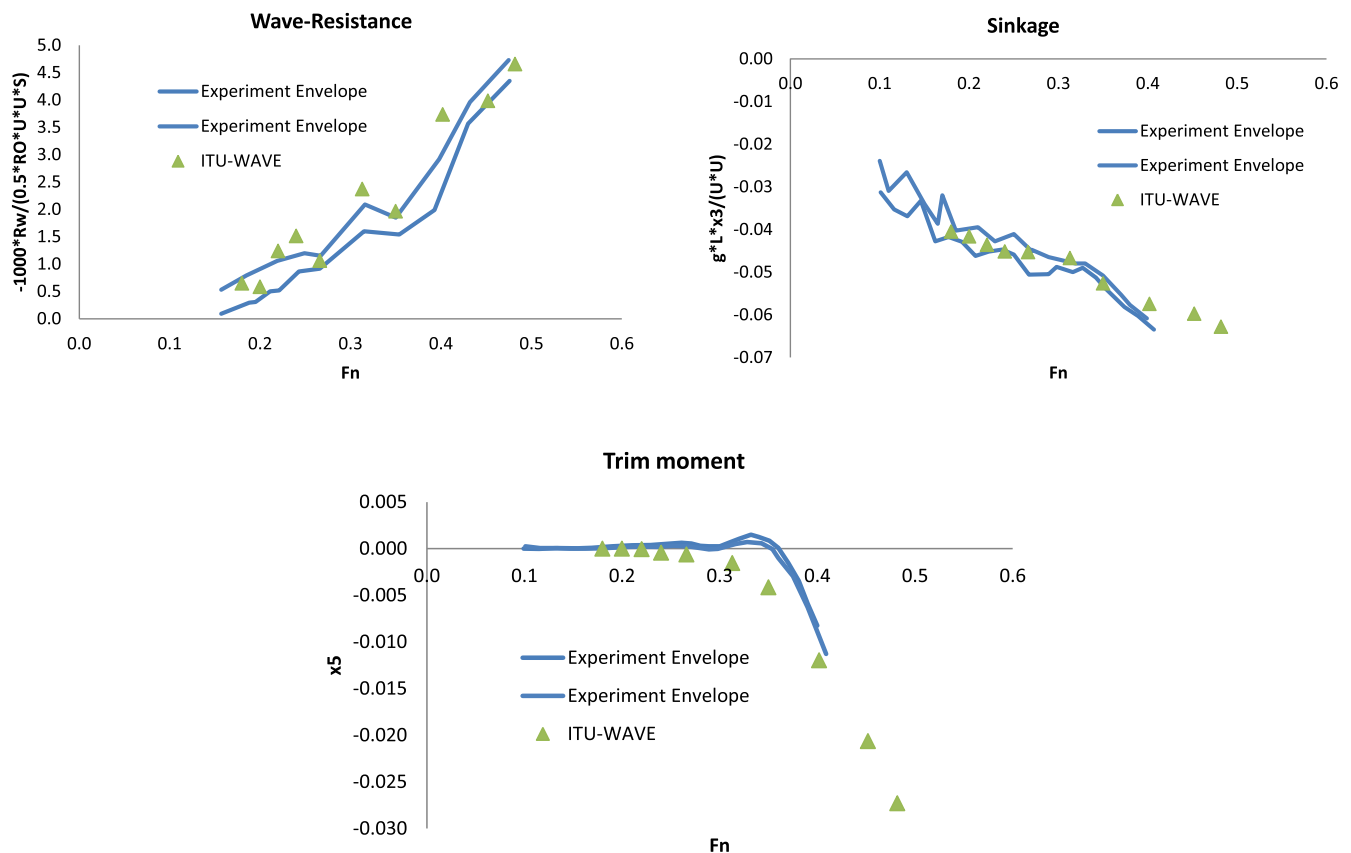 Wave-Resistance
5.0
4.5
4.0
3.5
3.0
2.5
2.0
1.5
1.0
0.5
0.0
-1000*Rw/(0.5*RO*U*U*S)
Experiment Envelope
Experiment Envelope
ITU-WAVE
0.0 0.1 0.2 0.3 0.4 0.5 0.6
Fn
Sinkage
0.00
-0.01
-0.02
-0.03
-0.04
-0.05
-0.06
-0.07
g*L*x3/(U*U)
0.0 0.1 0.2 0.3 0.4 0.5 0.6
Experiment Envelope
Experiment Envelope
ITU-WAVE
Fn
Trim moment
0.005
0.000
-0.005
-0.010
-0.015
-0.020
-0.025
-0.030
x5
0.0 0.1 0.2 0.3 0.4 0.5 0.6
Experiment Envelope
Experiment Envelope
ITU-WAVE
Fn